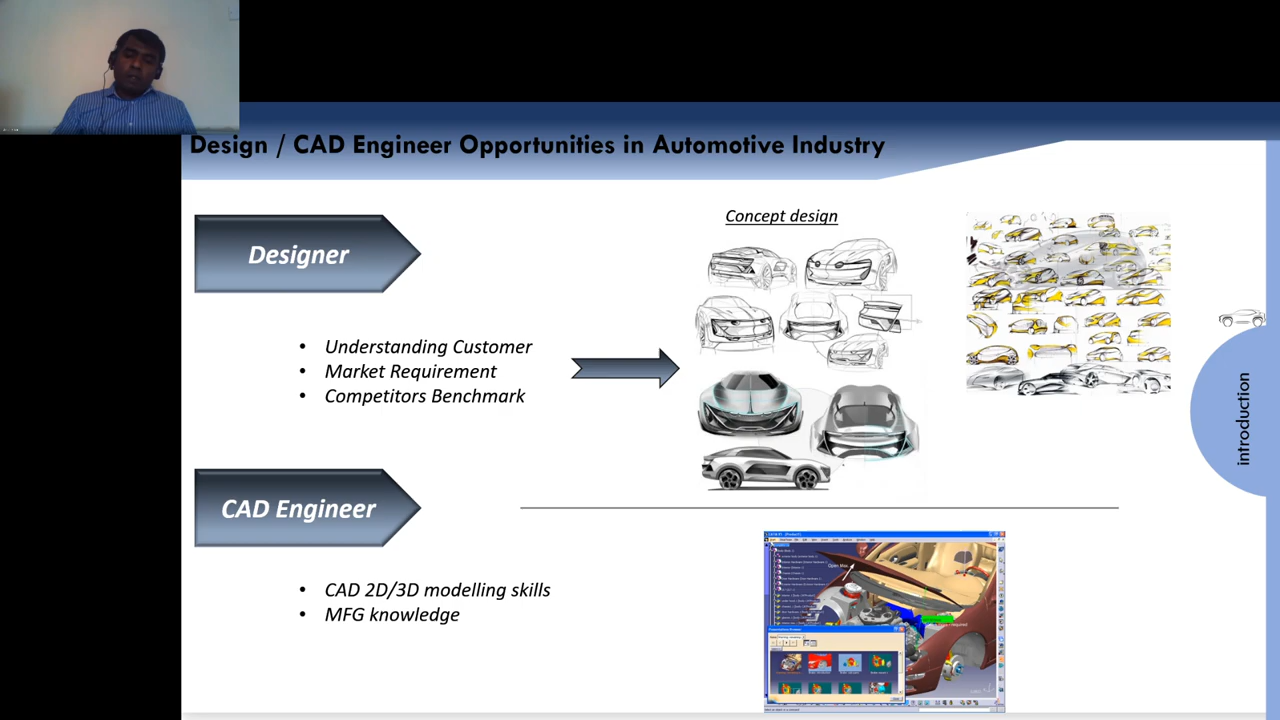 Design / CAD Engineer Opportunities in Automotive Industry
Designer
• Understanding Customer
• Market Requirement
• Competitors Benchmark
Concept design
introduction
CAD Engineer
• CAD 2D/3D modelling skills
• MFG knowledge